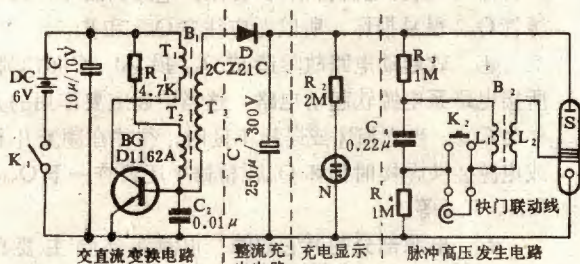 DC
6V
K₁
C₁
10μ/10V
R₁
4.7K
B₁
T₁
T₂
T₃
BG
D1162A
C₂
0.01μ
D
2CZ21C
C₃
250μ/300V
R₂
2M
N
R₃
1M
C₄
0.22μ
R₄
1M
K₂
B₂
L₁
L₂
快门联动线
S
交直流变换电路
整流充
充电显示
脉冲高压发生电路